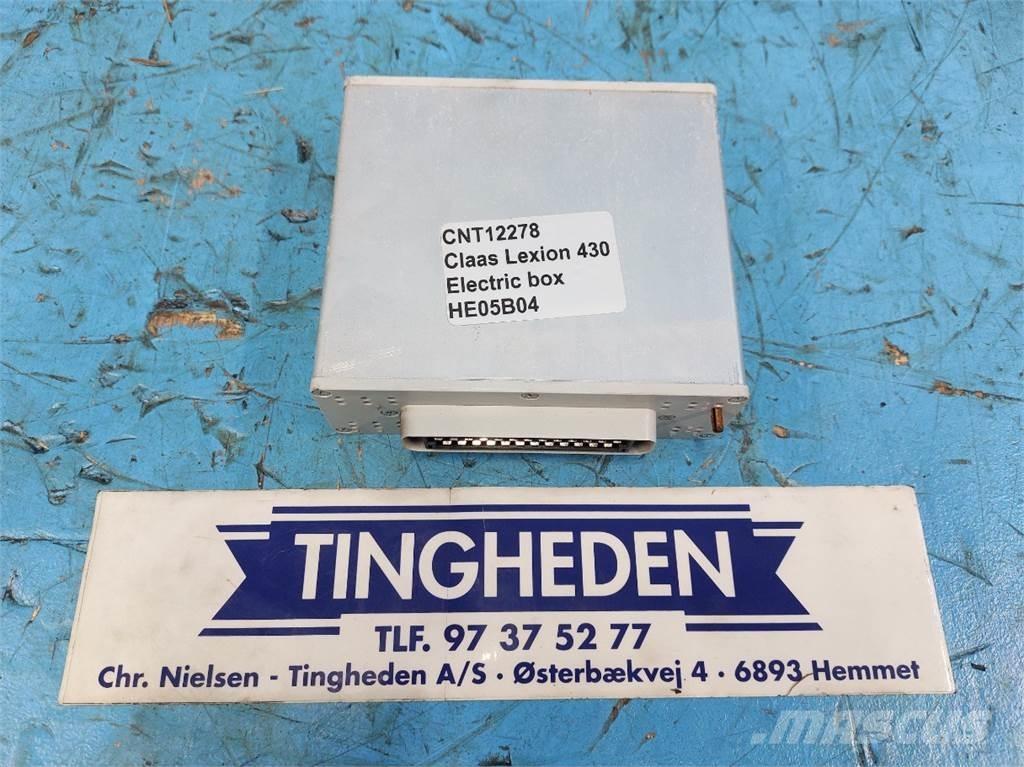 CNT12278
Claas Lexion 430
Electric box
HE05B04
TINGHEDEN
TLF. 97 37 52 77
Chr. Nielsen - Tingheden A/S · Østerbækvej 4 · 6893 Hemmet
mascus